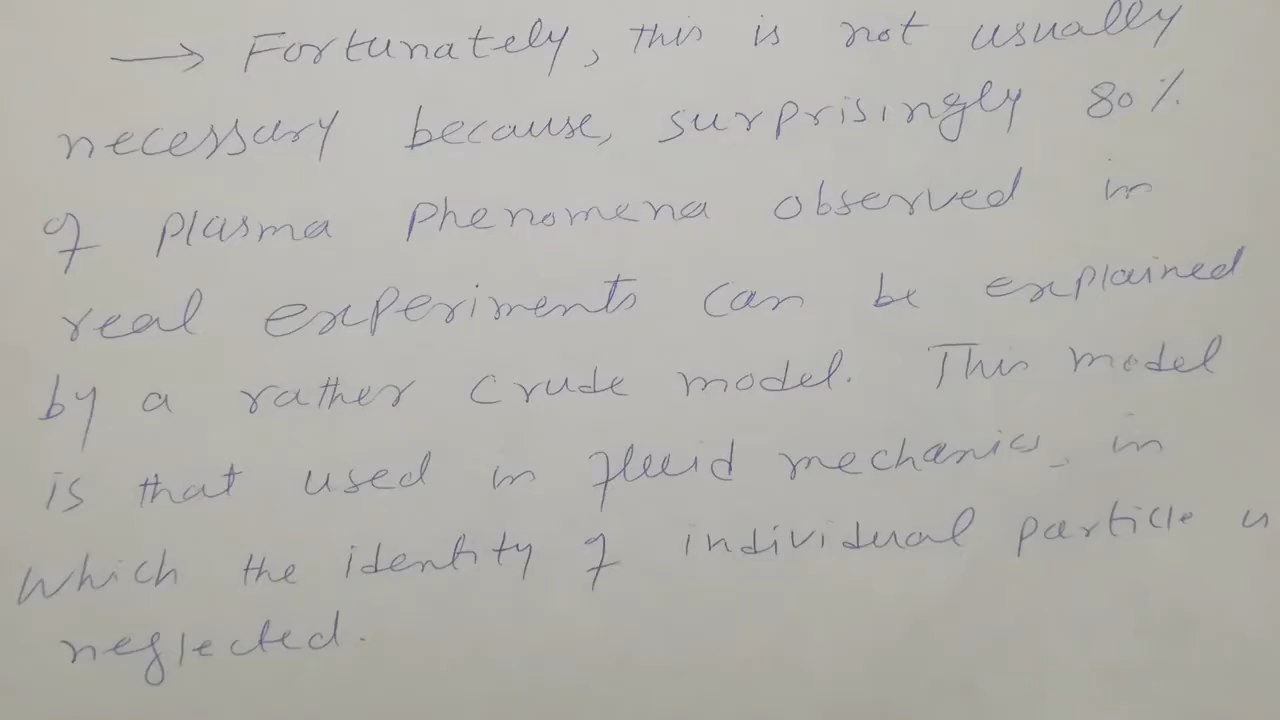 → Fortunately, this is not usually
necessary because, surprisingly 80%
of plasma phenomena observed in
real experiments can be explained
by a rather crude model. This model
is that used in fluid mechanics, in
which the identity of individual particle is
neglected.